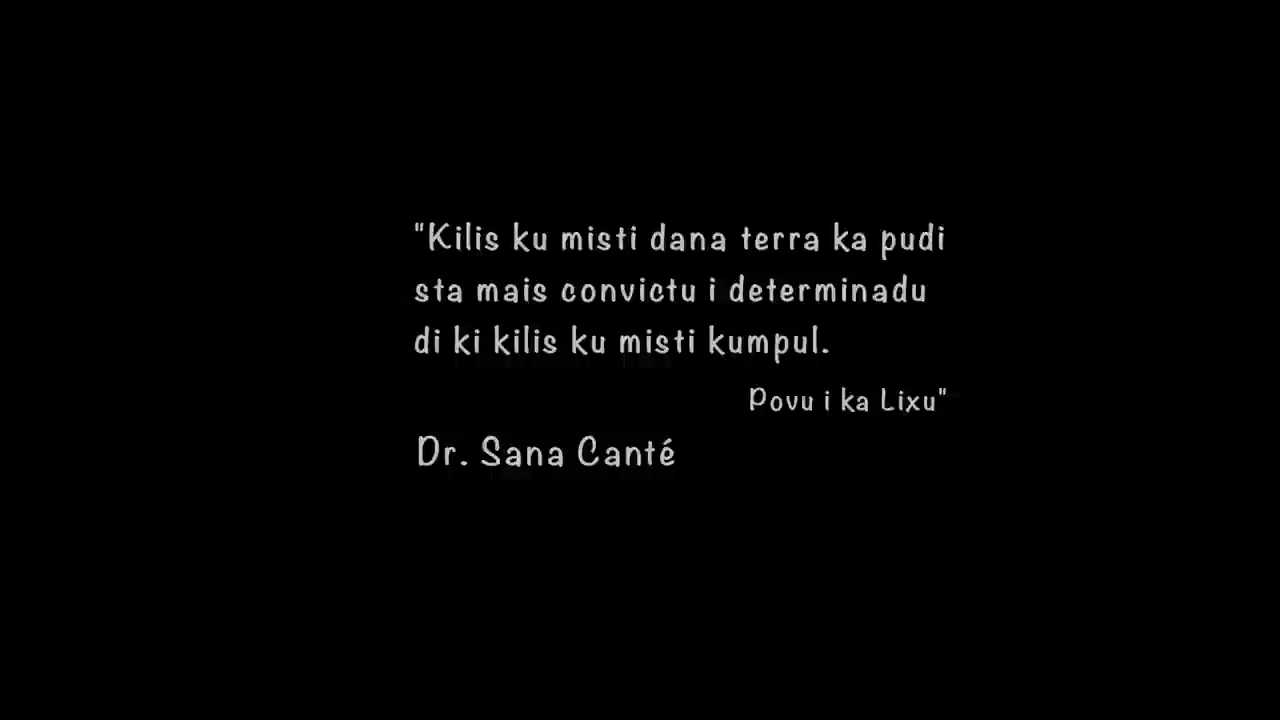 "Kilis ku misti dana terra ka pudi
sta mais convictu i determinadu
di ki kilis ku misti kumpul.
Povu i ka Lixu"
Dr. Sana Canté